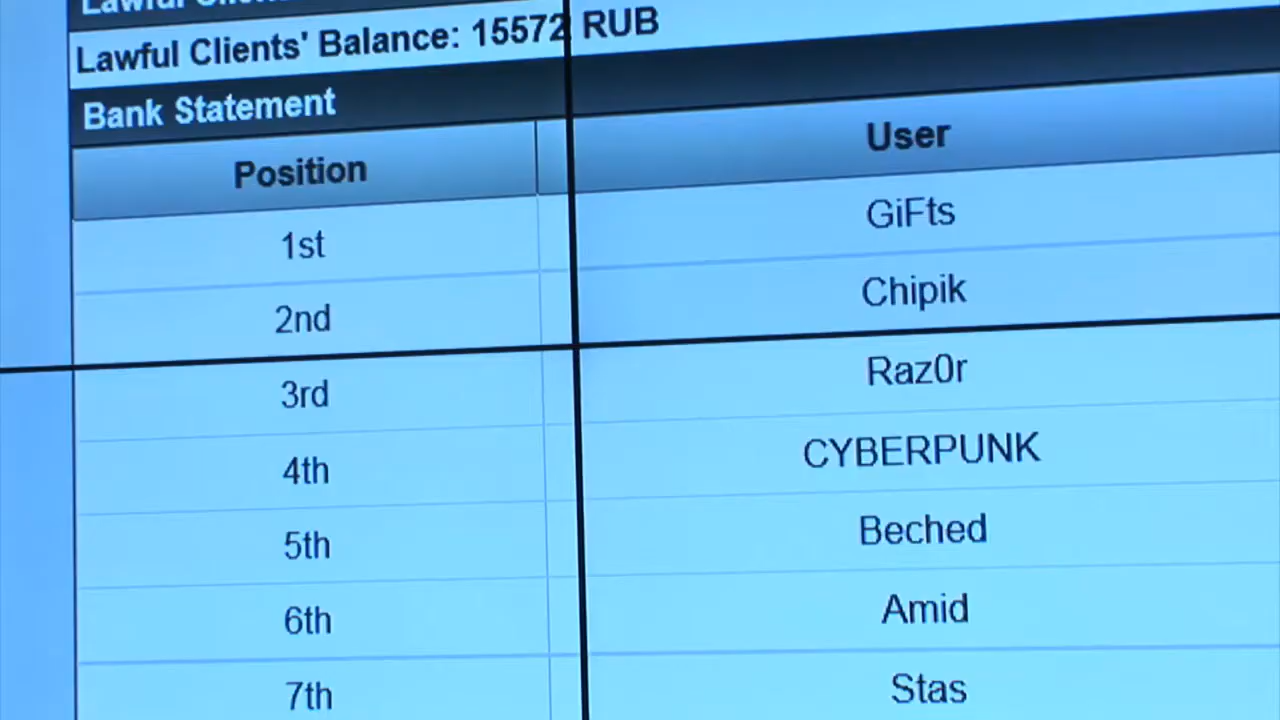 Lawful Clients' Balance: 15572 RUB
Bank Statement
Position User
1st GiFts
2nd Chipik
3rd Raz0r
4th CYBERPUNK
5th Beched
6th Amid
7th Stas